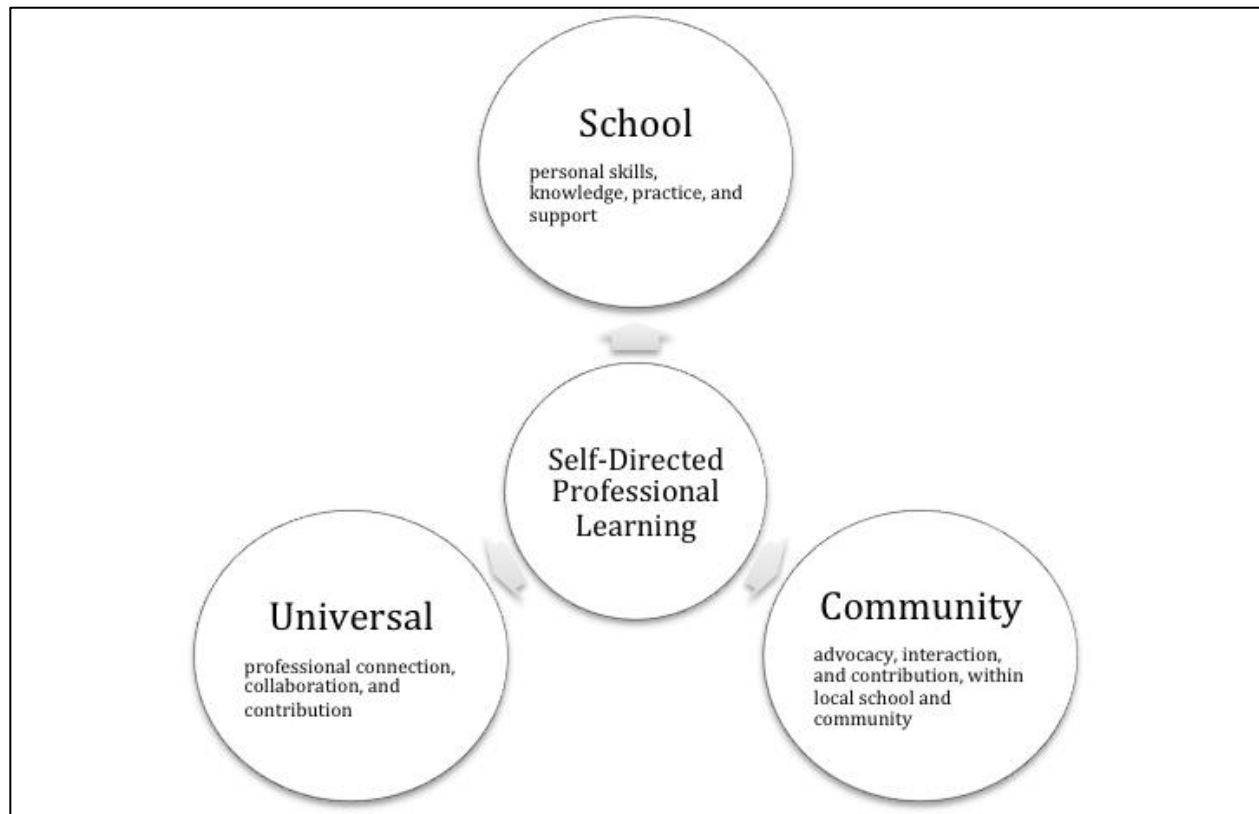 School
personal skills,
knowledge, practice, and
support
Self-Directed
Professional
Learning
Universal
professional connection,
collaboration, and
contribution
Community
advocacy, interaction,
and contribution, within
local school and
community